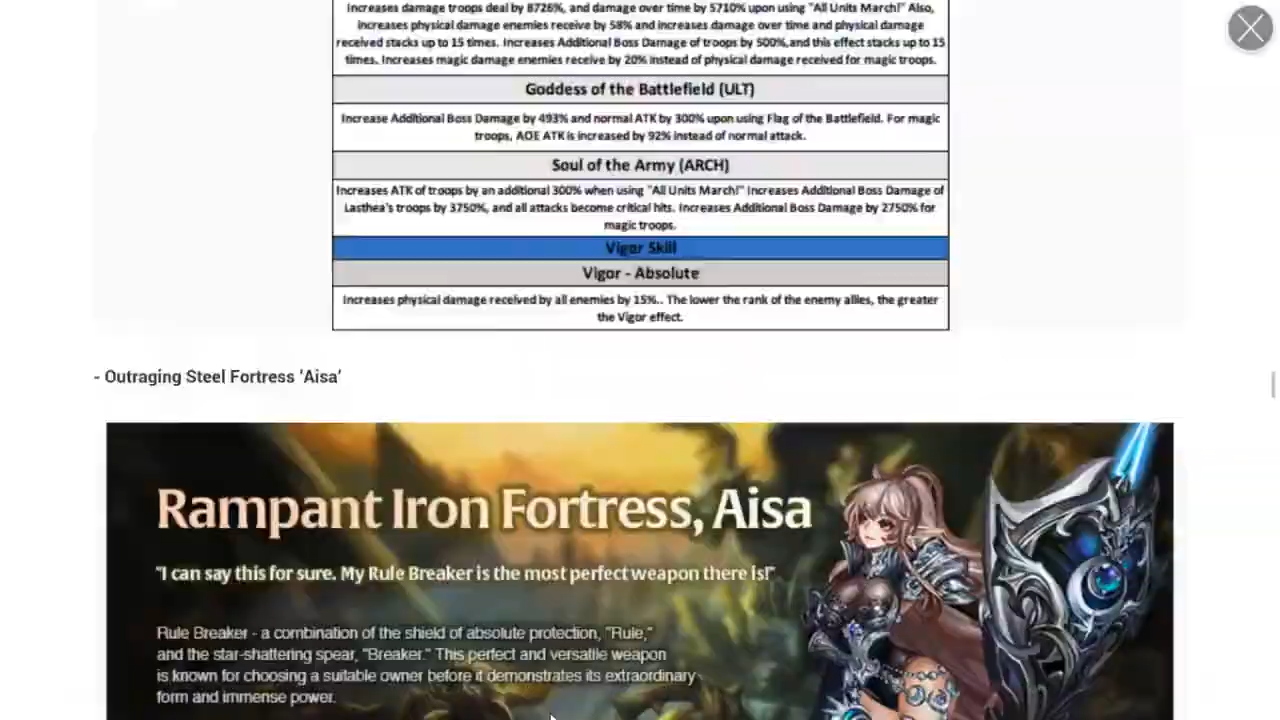 increases damage troops deal by 8726%, and damage over time by 5710% upon using "All Units March!" Also,
increases physical damage enemies receive by 58% and increases damage over time and physical damage
received stacks up to 15 times. Increases Additional Boss Damage of troops by 500%,and this effect stacks up to 15
times. Increases magic damage enemies receive by 20% instead of physical damage received for magic troops.
Goddess of the Battlefield (ULT)
Increase Additional Boss Damage by 493% and normal ATK by 300% upon using Flag of the Battlefield. For magic
troops, AOE ATK is increased by 92% instead of normal attack.
Soul of the Army (ARCH)
Increases ATK of troops by an additional 300% when using "All Units March!" Increases Additional Boss Damage of
Lasthea's troops by 3750%, and all attacks become critical hits. Increases Additional Boss Damage by 2750% for
magic troops.
Vigor Skill
Vigor - Absolute
Increases physical damage received by all enemies by 15%.. The lower the rank of the enemy allies, the greater
the Vigor effect.
- Outraging Steel Fortress ‘Aisa’
Rampant Iron Fortress, Aisa
"I can say this for sure. My Rule Breaker is the most perfect weapon there is!"
Rule Breaker - a combination of the shield of absolute protection, "Rule,"
and the star-shattering spear, "Breaker." This perfect and versatile weapon
is known for choosing a suitable owner before it demonstrates its extraordinary
form and immense power.